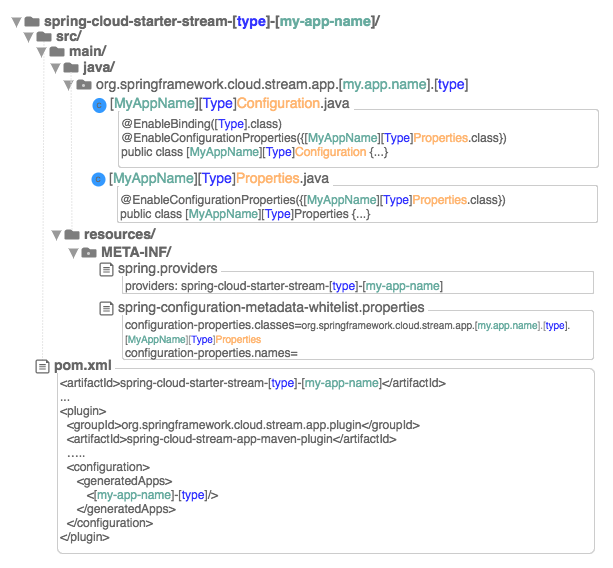 spring-cloud-starter-stream-[type]-[my-app-name]/
src/
main/
java/
org.springframework.cloud.stream.app.[my.app.name].[type]
[MyAppName][Type]Configuration.java
@EnableBinding([Type].class)
@EnableConfigurationProperties({[MyAppName][Type]Properties.class})
public class [MyAppName][Type]Configuration {...}
[MyAppName][Type]Properties.java
@EnableConfigurationProperties({[MyAppName][Type]Properties.class})
public class [MyAppName][Type]Properties {...}
resources/
META-INF/
spring.providers
providers: spring-cloud-starter-stream-[type]-[my-app-name]
spring-configuration-metadata-whitelist.properties
configuration-properties.classes=org.springframework.cloud.stream.app.[my.app.name].[type].
[MyAppName][Type]Properties
configuration-properties.names=
pom.xml
<artifactId>spring-cloud-starter-stream-[type]-[my-app-name]</artifactId>
...
<plugin>
<groupId>org.springframework.cloud.stream.app.plugin</groupId>
<artifactId>spring-cloud-stream-app-maven-plugin</artifactId>
.....
<configuration>
<generatedApps>
<[my-app-name]-[type]/>
</generatedApps>
</configuration>
</plugin>